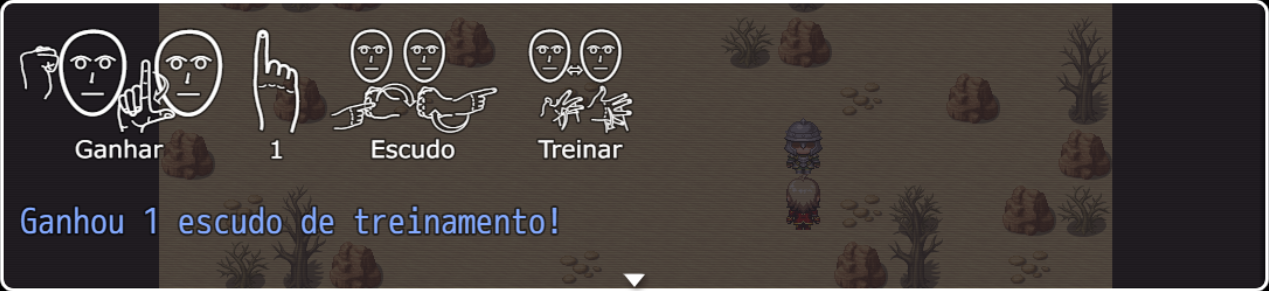 Ganhar 1 Escudo Treinar
Ganhou 1 escudo de treinamento!